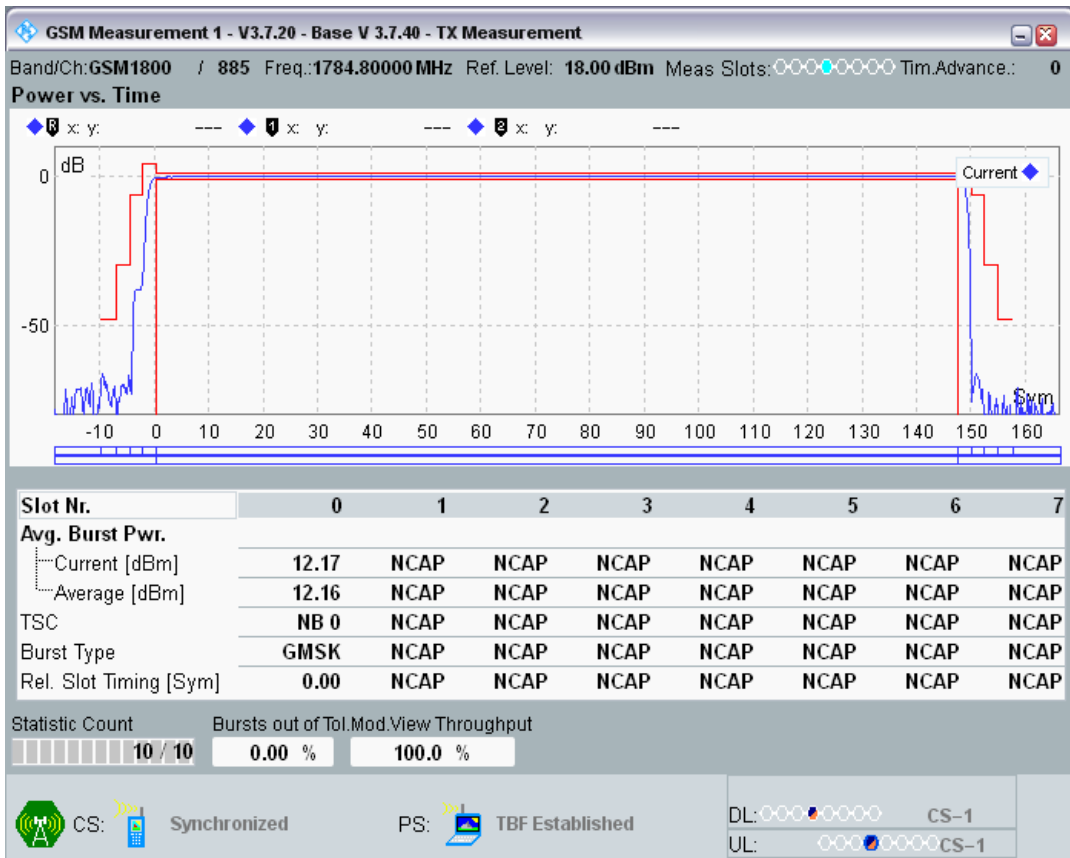 GSM Measurement 1 - V3.7.20 - Base V 3.7.40 - TX Measurement
Band/Ch:GSM1800 / 885 Freq.:1784.80000 MHz Ref. Level: 18.00 dBm Meas Slots: Tim.Advance.: 0
Power vs. Time
R x: y: --- 1 x: y: --- 2 x: y: ---
dB
Current
0
-50
Sym
-10 0 10 20 30 40 50 60 70 80 90 100 110 120 130 140 150 160
Slot Nr. 0 1 2 3 4 5 6 7
Avg. Burst Pwr.
Current [dBm] 12.17 NCAP NCAP NCAP NCAP NCAP NCAP NCAP
Average [dBm] 12.16 NCAP NCAP NCAP NCAP NCAP NCAP NCAP
TSC NB 0 NCAP NCAP NCAP NCAP NCAP NCAP NCAP
Burst Type GMSK NCAP NCAP NCAP NCAP NCAP NCAP NCAP
Rel. Slot Timing [Sym] 0.00 NCAP NCAP NCAP NCAP NCAP NCAP NCAP
Statistic Count Bursts out of Tol.Mod.View Throughput
10 / 10 0.00 % 100.0 %
CS: Synchronized PS: TBF Established
DL: CS-1
UL: CS-1